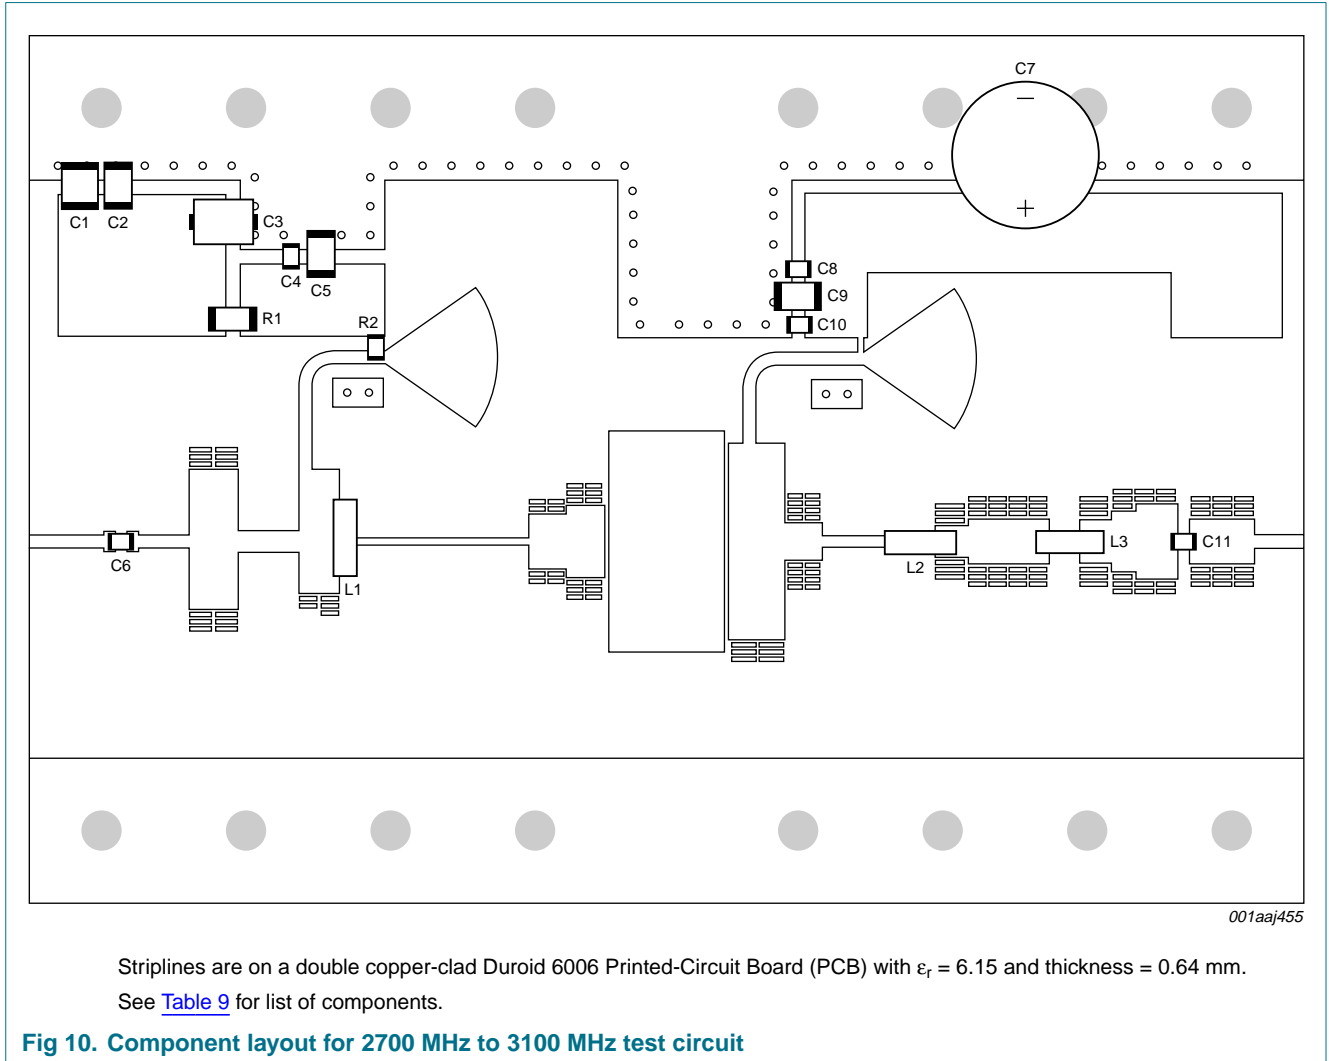 C7
−
+
C1
C2
C3
C4
C5
C8
C9
C10
R1
R2
C6
L1
L2
L3
C11
001aaj455
Striplines are on a double copper-clad Duroid 6006 Printed-Circuit Board (PCB) with εr = 6.15 and thickness = 0.64 mm.
See Table 9 for list of components.
Fig 10. Component layout for 2700 MHz to 3100 MHz test circuit